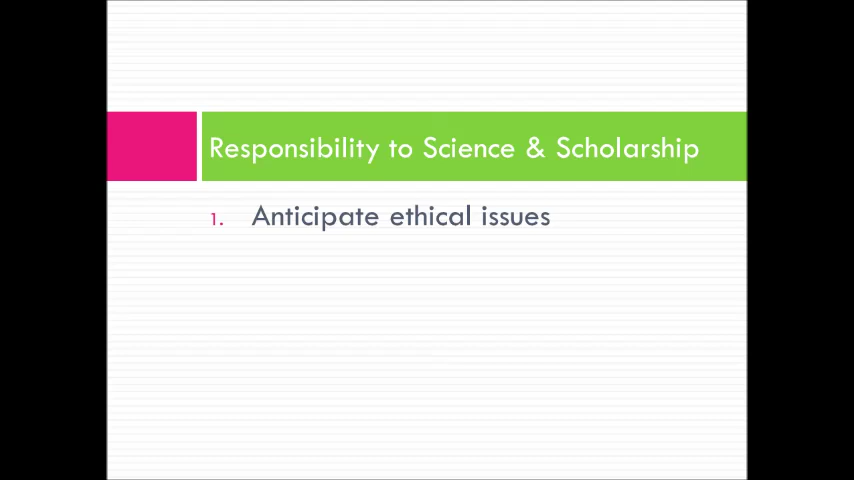 Responsibility to Science & Scholarship
1. Anticipate ethical issues